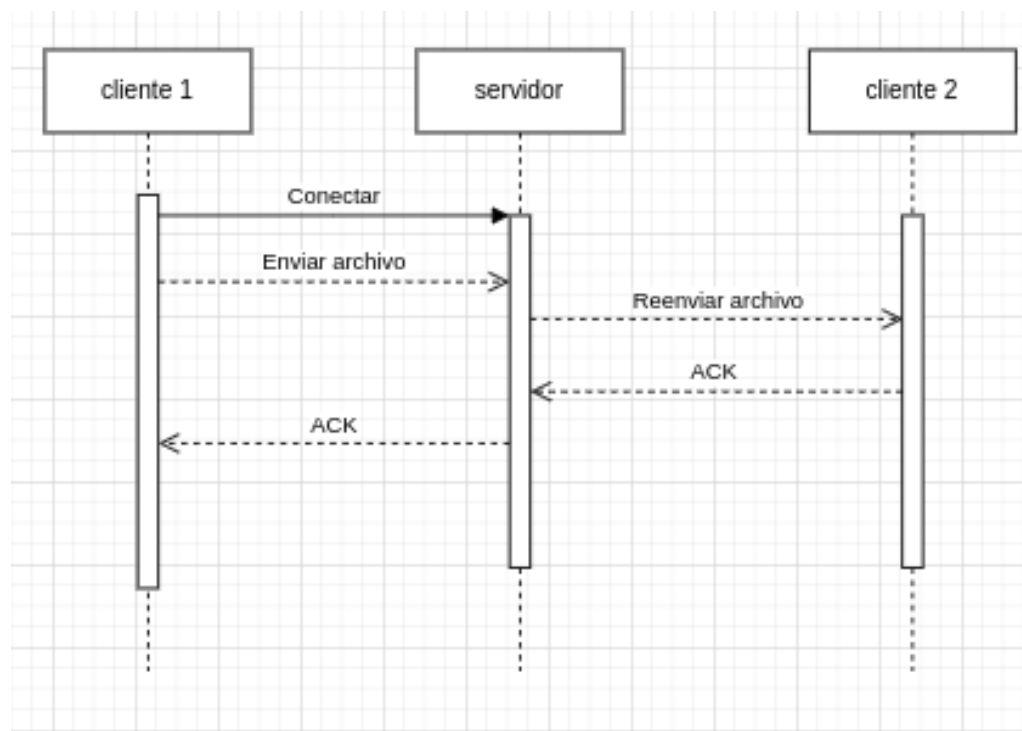 cliente 1
servidor
cliente 2
Conectar
Enviar archivo
Reenviar archivo
ACK
ACK